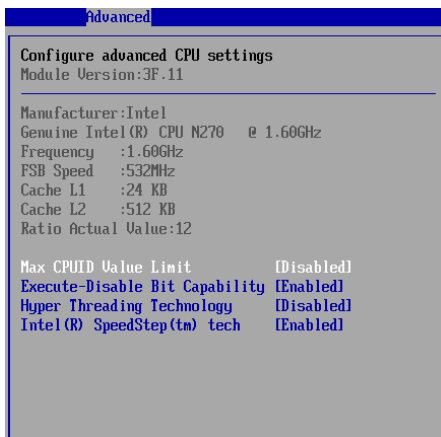 Advanced
Configure advanced CPU settings
Module Version:3F.11
Manufacturer:Intel
Genuine Intel(R) CPU N270 @ 1.60GHz
Frequency :1.60GHz
FSB Speed :532MHz
Cache L1 :24 KB
Cache L2 :512 KB
Ratio Actual Value:12
Max CPUID Value Limit [Disabled]
Execute-Disable Bit Capability [Enabled]
Hyper Threading Technology [Disabled]
Intel(R) SpeedStep(tm) tech [Enabled]